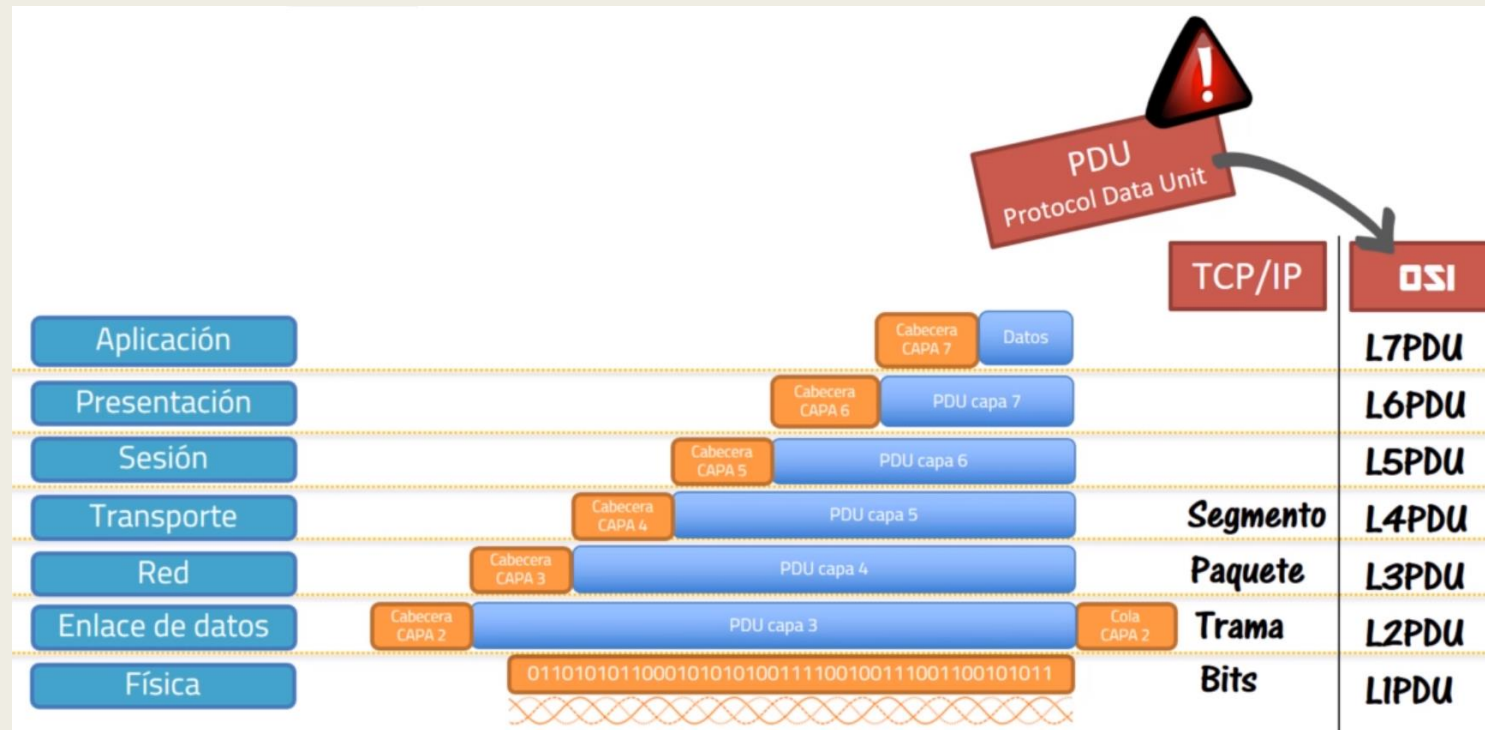 !
PDU
Protocol Data Unit
TCP/IP
OSI
Aplicación
Cabecera
CAPA 7
Datos
L7PDU
Presentación
Cabecera
CAPA 6
PDU capa 7
L6PDU
Sesión
Cabecera
CAPA 5
PDU capa 6
L5PDU
Transporte
Cabecera
CAPA 4
PDU capa 5
Segmento
L4PDU
Red
Cabecera
CAPA 3
PDU capa 4
Paquete
L3PDU
Enlace de datos
Cabecera
CAPA 2
PDU capa 3
Cola
CAPA 2
Trama
L2PDU
Física
0110101011000101010100111100100111001100101011
Bits
L1PDU